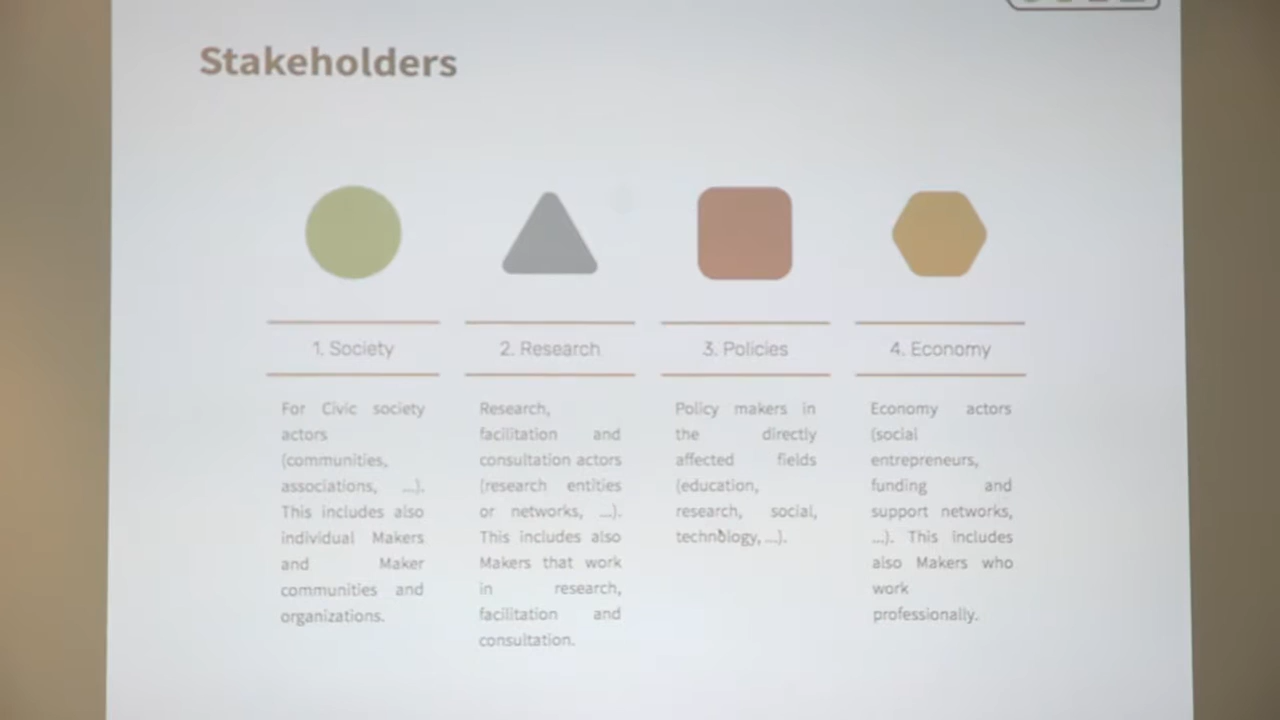 Stakeholders
1. Society
For Civic society
actors
(communities,
associations, ...).
This includes also
individual Makers
and Maker
communities and
organizations.
2. Research
Research,
facilitation and
consultation actors
(research entities
or networks, ...).
This includes also
Makers that work
in research,
facilitation and
consultation.
3. Policies
Policy makers in
the directly
affected fields
(education,
research, social,
technology, ...).
4. Economy
Economy actors
(social
entrepreneurs,
funding and
support networks,
...). This includes
also Makers who
work
professionally.